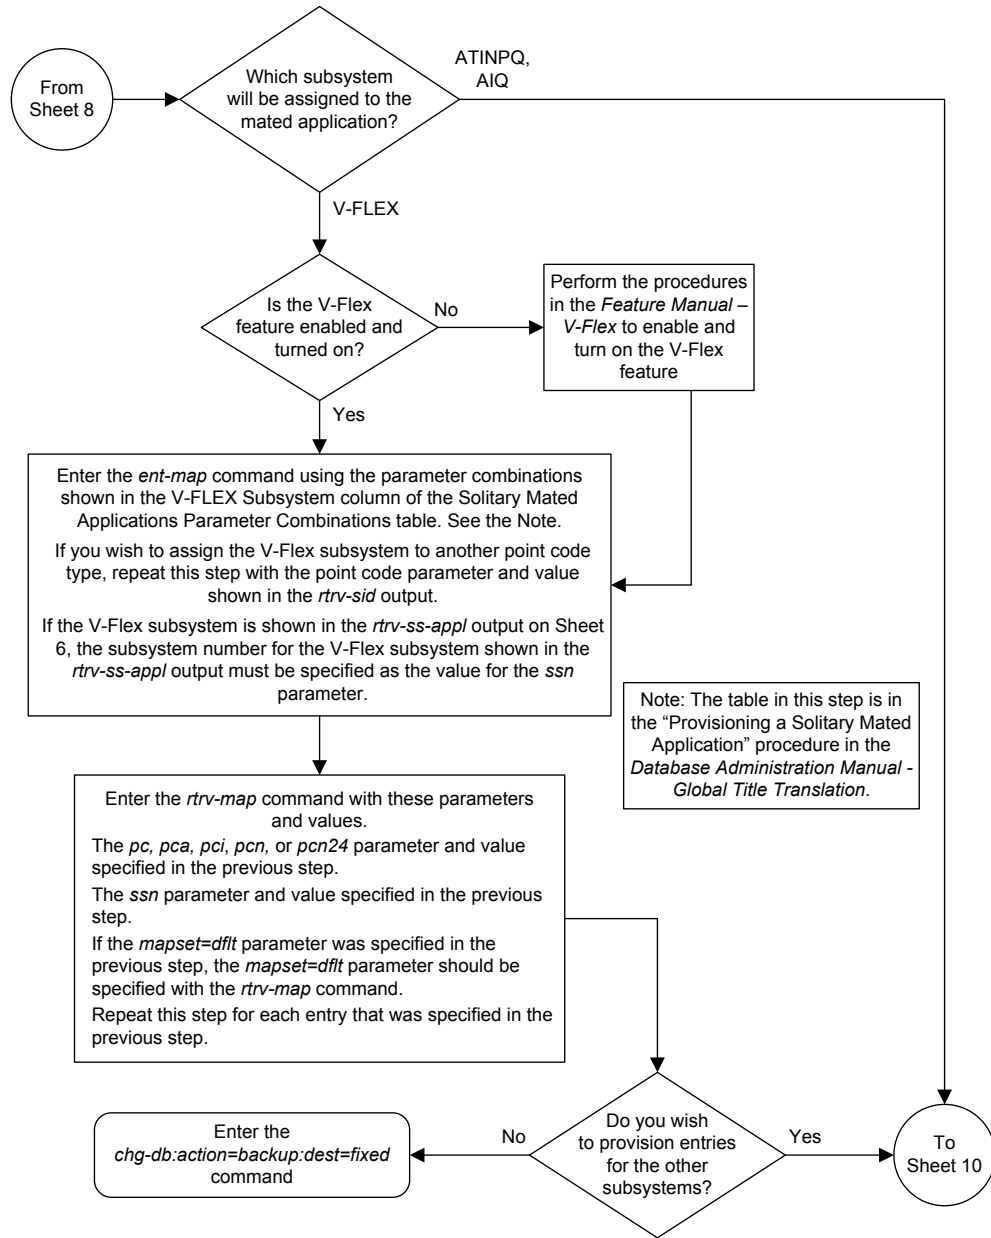 From
Sheet 8
Which subsystem
will be assigned to the
mated application?
ATINPQ,
AIQ
V-FLEX
Is the V-Flex
feature enabled and
turned on?
No
Perform the procedures
in the Feature Manual –
V-Flex to enable and
turn on the V-Flex
feature
Yes
Enter the ent-map command using the parameter combinations
shown in the V-FLEX Subsystem column of the Solitary Mated
Applications Parameter Combinations table. See the Note.
If you wish to assign the V-Flex subsystem to another point code
type, repeat this step with the point code parameter and value
shown in the rtrv-sid output.
If the V-Flex subsystem is shown in the rtrv-ss-appl output on Sheet
6, the subsystem number for the V-Flex subsystem shown in the
rtrv-ss-appl output must be specified as the value for the ssn
parameter.
Note: The table in this step is in
the “Provisioning a Solitary Mated
Application” procedure in the
Database Administration Manual -
Global Title Translation.
Enter the rtrv-map command with these parameters
and values.
The pc, pca, pci, pcn, or pcn24 parameter and value
specified in the previous step.
The ssn parameter and value specified in the previous
step.
If the mapset=dflt parameter was specified in the
previous step, the mapset=dflt parameter should be
specified with the rtrv-map command.
Repeat this step for each entry that was specified in the
previous step.
Do you wish
to provision entries
for the other
subsystems?
No
Yes
Enter the
chg-db:action=backup:dest=fixed
command
To
Sheet 10